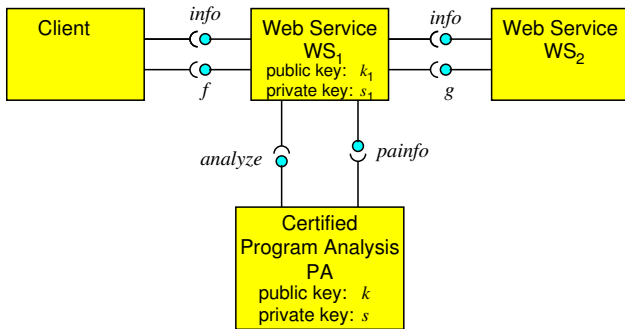 info
info
Client
Web Service
WS1
public key: k1
private key: s1
Web Service
WS2
f
g
analyze
painfo
Certified
Program Analysis
PA
public key: k
private key: s